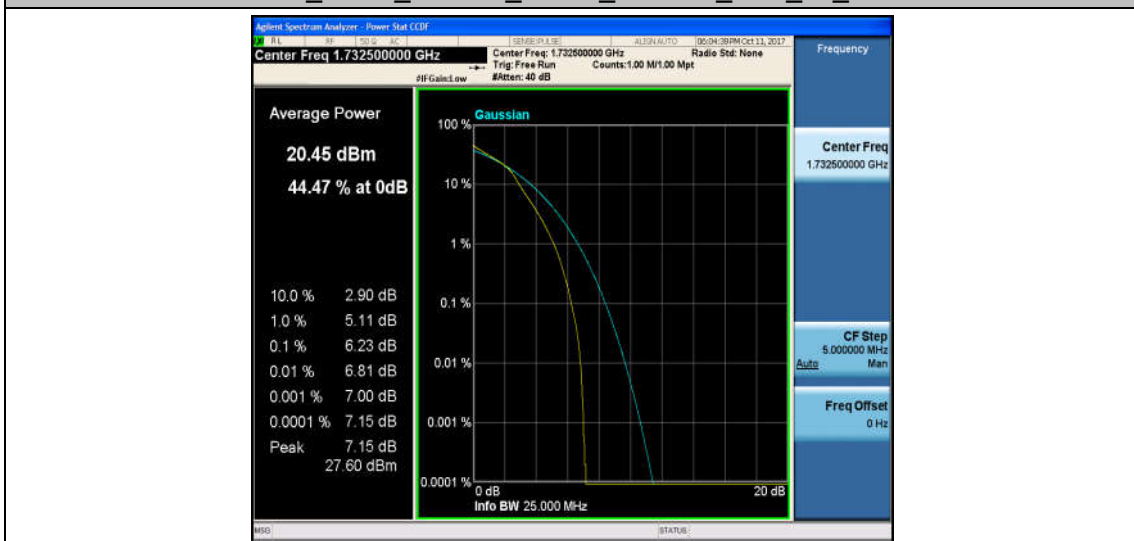 Agilent Spectrum Analyzer - Power Stat CCDF
RL RF 50 Ω AC SENSE:PULSE ALIGN AUTO 06:04:39 PM Oct 11, 2017
Center Freq 1.732500000 GHz
Center Freq: 1.732500000 GHz Radio Std: None
Trig: Free Run Counts:1.00 M/1.00 Mpt
#IFGain:Low #Atten: 40 dB
Frequency
Average Power
20.45 dBm
44.47 % at 0dB
10.0 % 2.90 dB
1.0 % 5.11 dB
0.1 % 6.23 dB
0.01 % 6.81 dB
0.001 % 7.00 dB
0.0001 % 7.15 dB
Peak 7.15 dB
27.60 dBm
Gaussian
100 %
10 %
1 %
0.1 %
0.01 %
0.001 %
0.0001 %
0 dB 20 dB
Info BW 25.000 MHz
Center Freq
1.732500000 GHz
CF Step
5.000000 MHz
Auto Man
Freq Offset
0 Hz
MSG STATUS